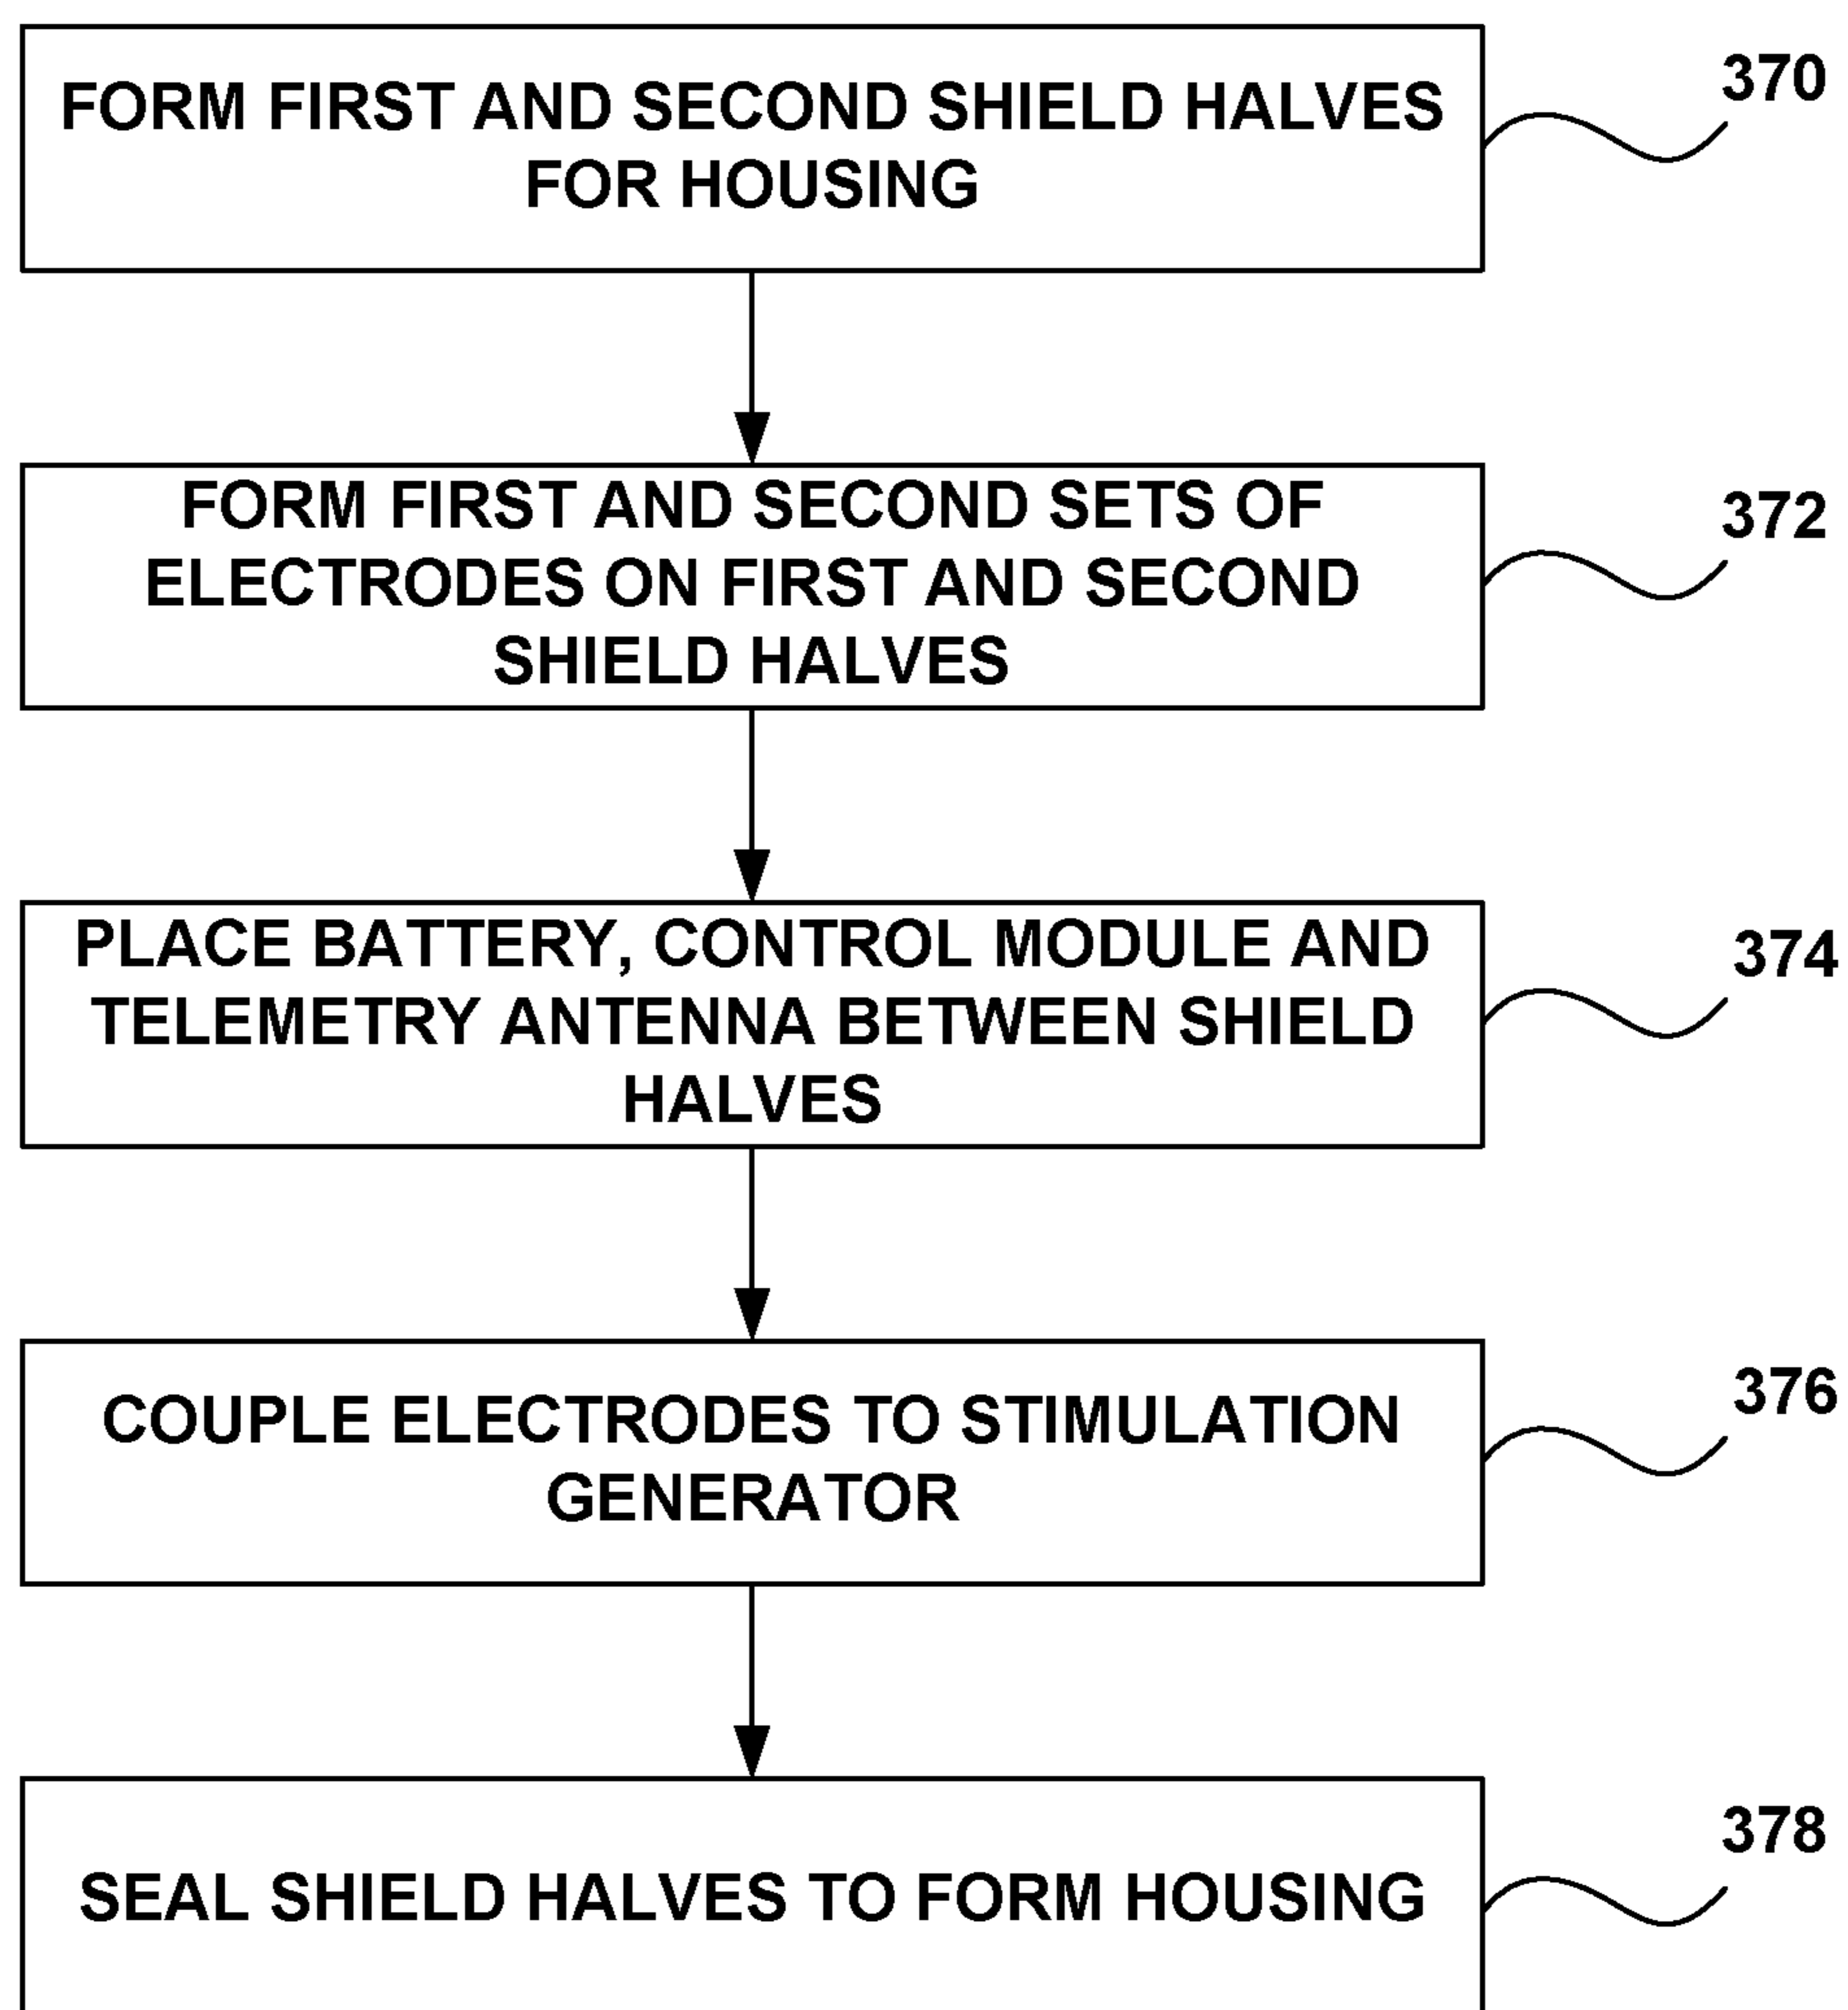 FORM FIRST AND SECOND SHIELD HALVES
FOR HOUSING
370
FORM FIRST AND SECOND SETS OF
ELECTRODES ON FIRST AND SECOND
SHIELD HALVES
372
PLACE BATTERY, CONTROL MODULE AND
TELEMETRY ANTENNA BETWEEN SHIELD
HALVES
374
COUPLE ELECTRODES TO STIMULATION
GENERATOR
376
SEAL SHIELD HALVES TO FORM HOUSING
378